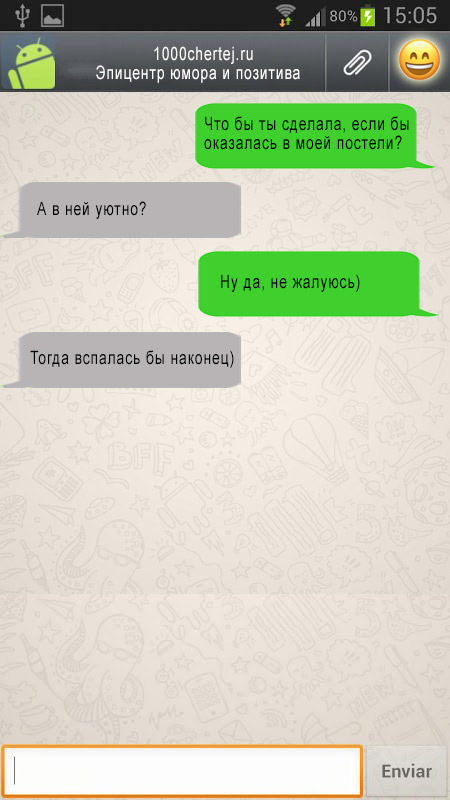 80% 15:05
1000chertej.ru
Эпицентр юмора и позитива
Что бы ты сделала, если бы
оказалась в моей постели?
А в ней уютно?
Ну да, не жалуюсь)
Тогда вспалась бы наконец)
BFF
Enviar